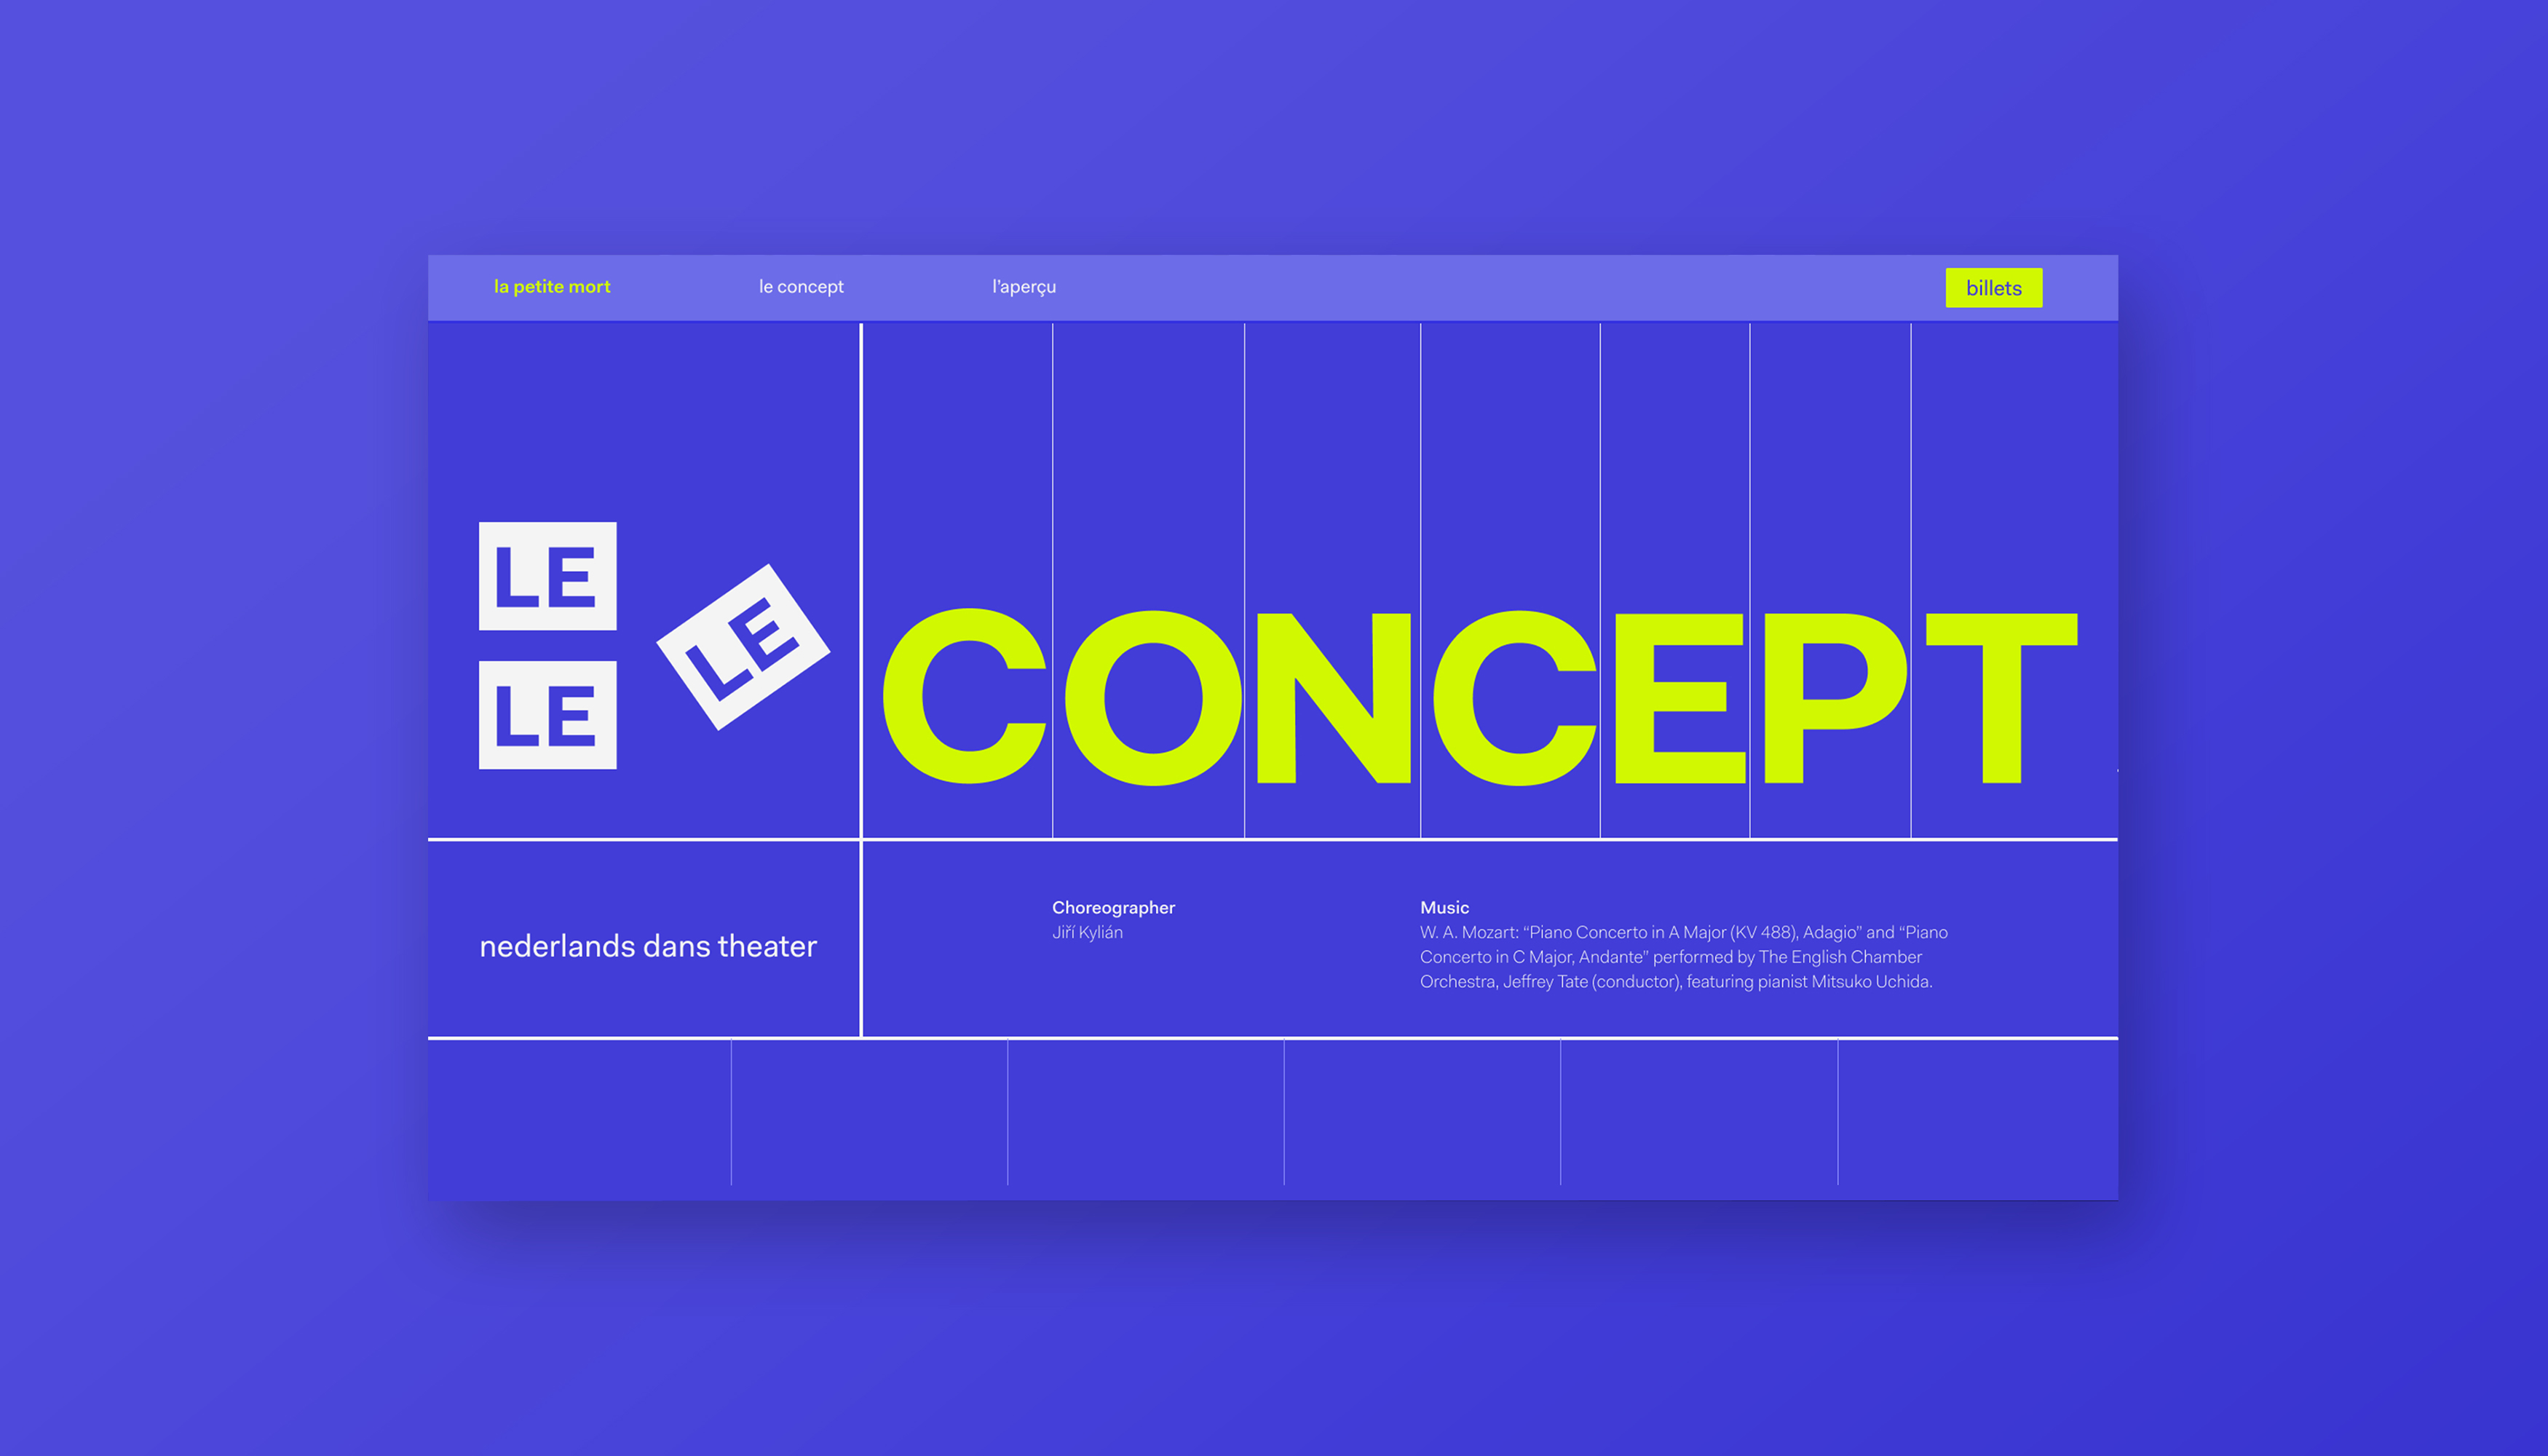 la petite mort
le concept
l’aperçu
billets
LE
LE
LE
CONCEPT
nederlands dans theater
Choreographer
Jiří Kylián
Music
W. A. Mozart: “Piano Concerto in A Major (KV 488), Adagio” and “Piano
Concerto in C Major, Andante” performed by The English Chamber
Orchestra, Jeffrey Tate (conductor), featuring pianist Mitsuko Uchida.